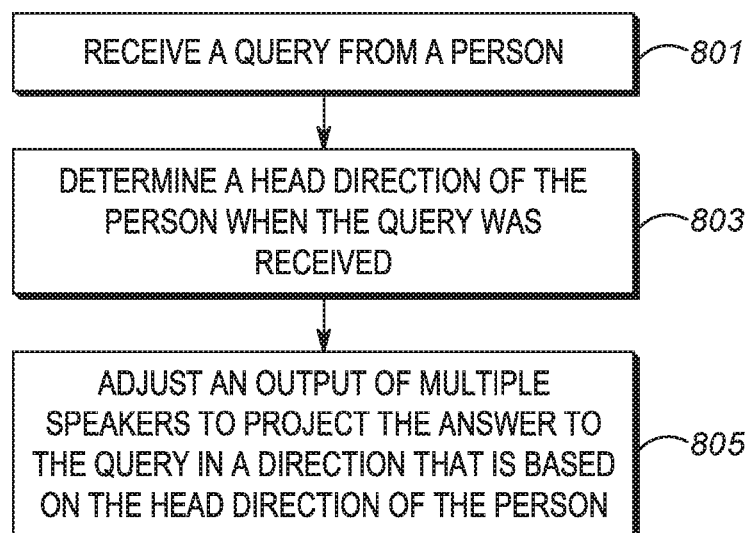 RECEIVE A QUERY FROM A PERSON
801
DETERMINE A HEAD DIRECTION OF THE
PERSON WHEN THE QUERY WAS
RECEIVED
803
ADJUST AN OUTPUT OF MULTIPLE
SPEAKERS TO PROJECT THE ANSWER TO
THE QUERY IN A DIRECTION THAT IS BASED
ON THE HEAD DIRECTION OF THE PERSON
805